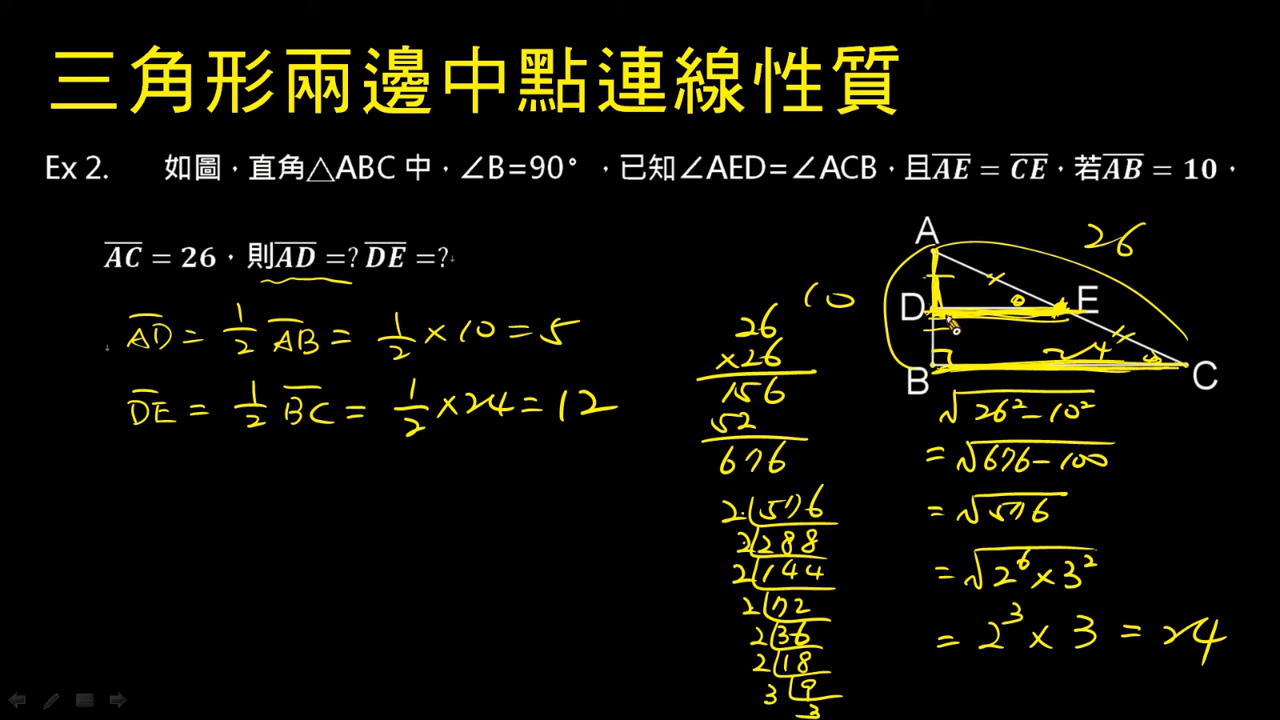 三角形兩邊中點連線性質
Ex 2. 如圖，直角△ABC 中，∠B=90°，已知∠AED=∠ACB，且AE = CE，若AB = 10，
AC = 26，則AD =? DE =?
AD = 1/2 AB = 1/2 × 10 = 5
DE = 1/2 BC = 1/2 × 24 = 12
10
26
×26
156
52
676
2 576
2 288
2 144
2 72
2 36
2 18
3 9
3
A
26
D
E
B
24
C
√26²-10²
= √676-100
= √576
= √2⁶×3²
= 2³×3 = 24